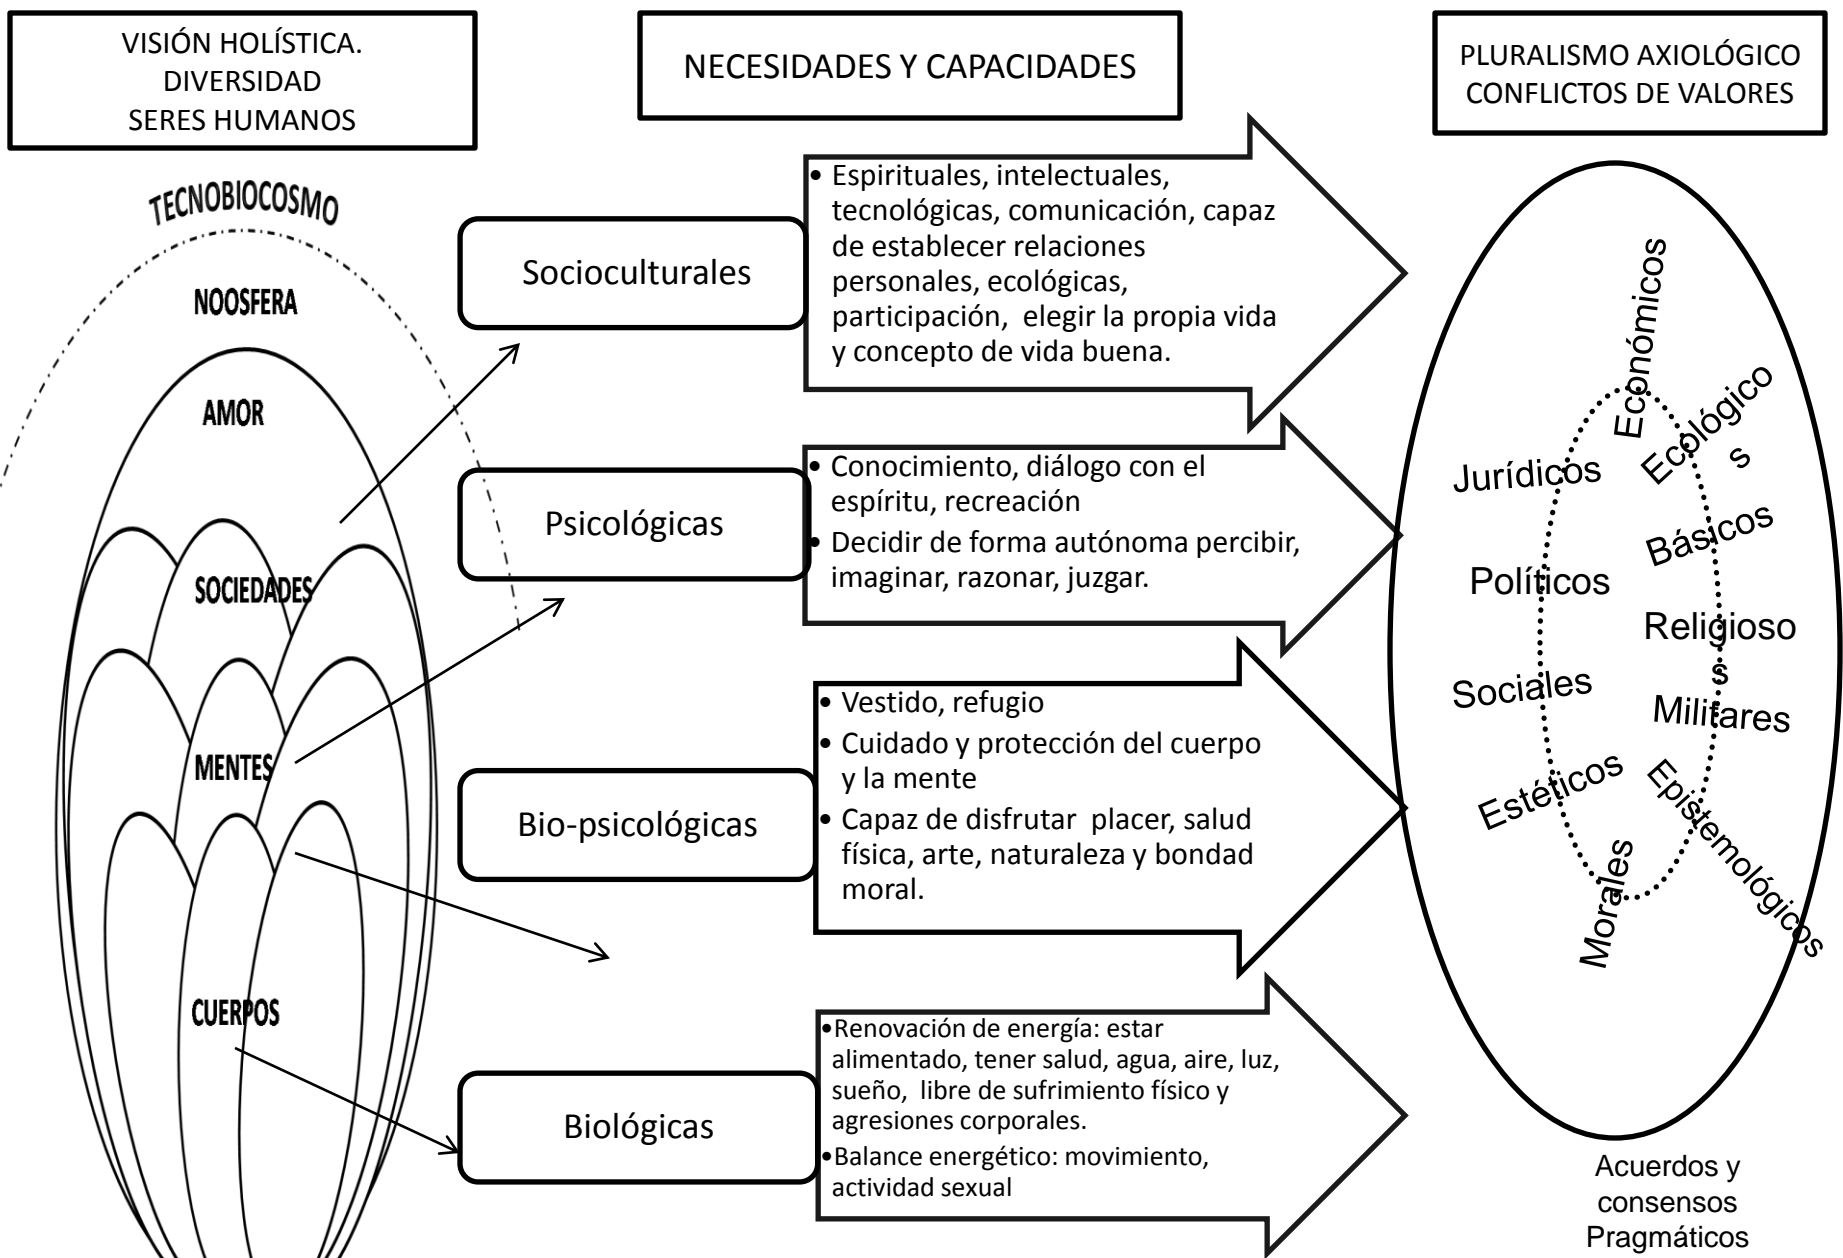 VISIÓN HOLÍSTICA.
DIVERSIDAD
SERES HUMANOS
TECNOBIOCOSMO
NOOSFERA
AMOR
SOCIEDADES
MENTES
CUERPOS
NECESIDADES Y CAPACIDADES
Socioculturales
• Espirituales, intelectuales,
tecnológicas, comunicación, capaz
de establecer relaciones
personales, ecológicas,
participación, elegir la propia vida
y concepto de vida buena.
Psicológicas
• Conocimiento, diálogo con el
espíritu, recreación
• Decidir de forma autónoma percibir,
imaginar, razonar, juzgar.
Bio-psicológicas
• Vestido, refugio
• Cuidado y protección del cuerpo
y la mente
• Capaz de disfrutar placer, salud
física, arte, naturaleza y bondad
moral.
Biológicas
•Renovación de energía: estar
alimentado, tener salud, agua, aire, luz,
sueño, libre de sufrimiento físico y
agresiones corporales.
•Balance energético: movimiento,
actividad sexual
PLURALISMO AXIOLÓGICO
CONFLICTOS DE VALORES
Económicos
Ecológico
s
Jurídicos
Básicos
Políticos
Religioso
s
Sociales
Militares
Estéticos
Epistemológicos
Morales
Acuerdos y
consensos
Pragmáticos